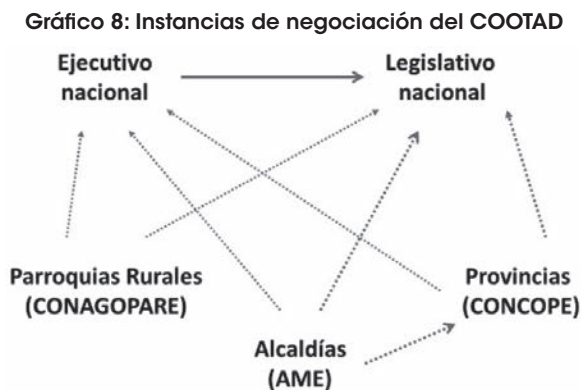 Gráfico 8: Instancias de negociación del COOTAD
Ejecutivo
nacional
Legislativo
nacional
Parroquias Rurales
(CONAGOPARE)
Provincias
(CONCOPE)
Alcaldías
(AME)